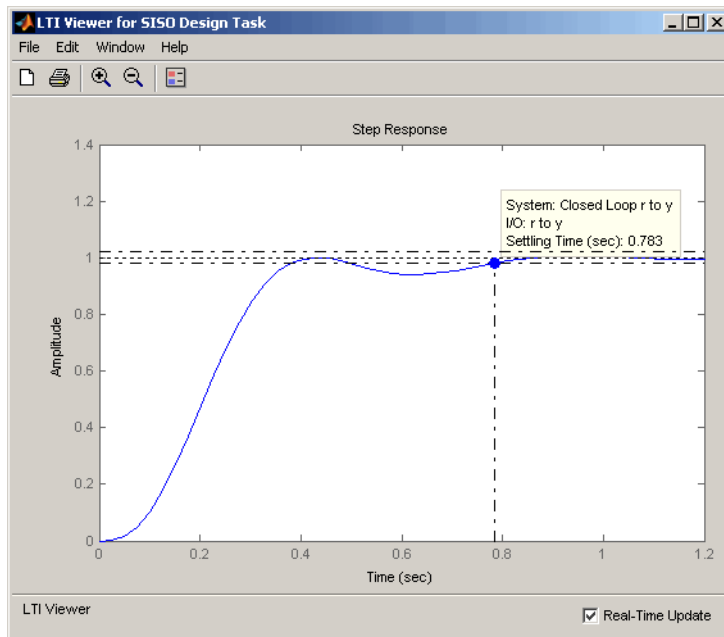 LTI Viewer for SISO Design Task
File Edit Window Help
Step Response
1.4
1.2
1
0.8
0.6
0.4
0.2
0
Amplitude
System: Closed Loop r to y
I/O: r to y
Settling Time (sec): 0.783
0 0.2 0.4 0.6 0.8 1 1.2
Time (sec)
LTI Viewer
Real-Time Update